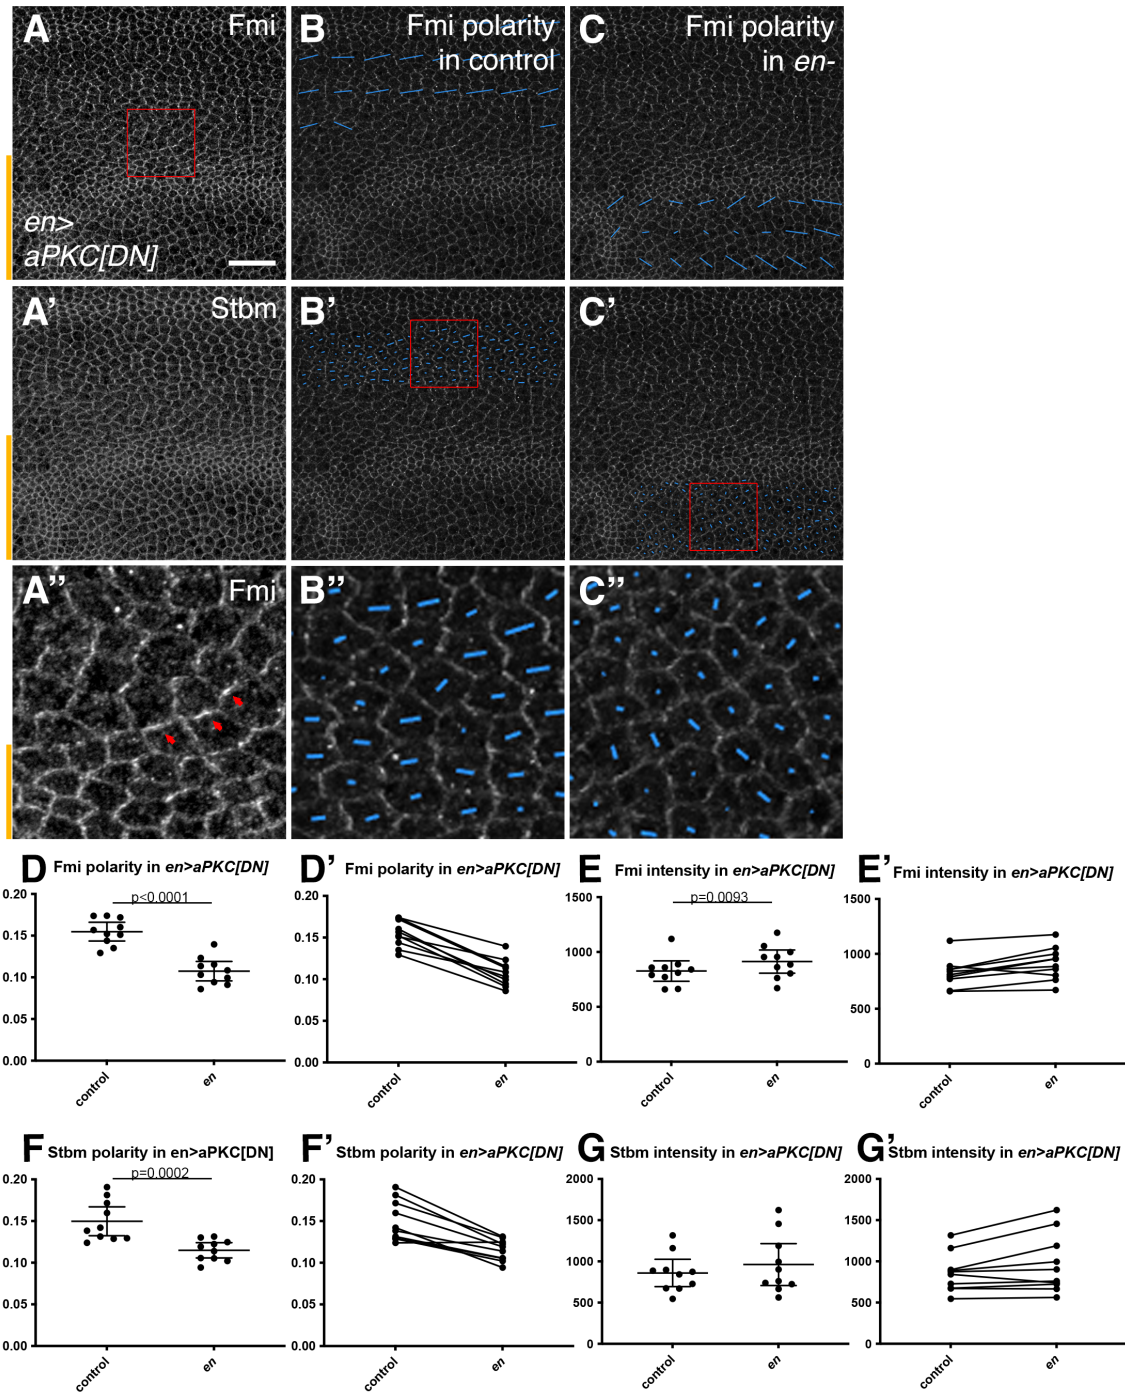 A Fmi
en>
aPKC[DN]
B Fmi polarity
in control
C Fmi polarity
in en-
A' Stbm
B'
C'
A" Fmi
B"
C"
D Fmi polarity in en>aPKC[DN]
p<0.0001
0.20
0.15
0.10
0.05
0.00
control
en
D' Fmi polarity in en>aPKC[DN]
0.20
0.15
0.10
0.05
0.00
control
en
E Fmi intensity in en>aPKC[DN]
p=0.0093
1500
1000
500
0
control
en
E' Fmi intensity in en>aPKC[DN]
1500
1000
500
0
control
en
F Stbm polarity in en>aPKC[DN]
p=0.0002
0.20
0.15
0.10
0.05
0.00
control
en
F' Stbm polarity in en>aPKC[DN]
0.20
0.15
0.10
0.05
0.00
control
en
G Stbm intensity in en>aPKC[DN]
2000
1500
1000
500
0
control
en
G' Stbm intensity in en>aPKC[DN]
2000
1500
1000
500
0
control
en